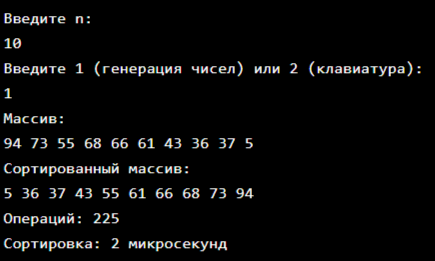 Введите n:
10
Введите 1 (генерация чисел) или 2 (клавиатура):
1
Массив:
94 73 55 68 66 61 43 36 37 5
Сортированный массив:
5 36 37 43 55 61 66 68 73 94
Операций: 225
Сортировка: 2 микросекунд